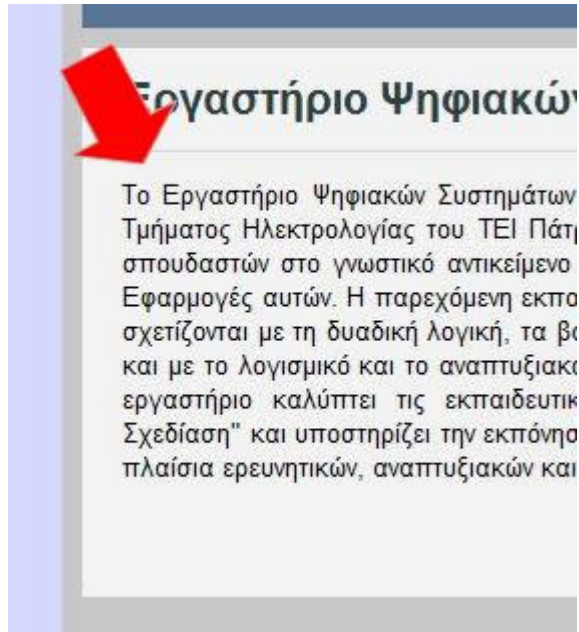 Εργαστήριο Ψηφιακών
Το Εργαστήριο Ψηφιακών Συστημάτων
Τμήματος Ηλεκτρολογίας του ΤΕΙ
σπουδαστών στο γνωστικό αντικείμενο
Εφαρμογές αυτών. Η παρεχόμενη
σχετίζονται με τη δυαδική λογική, τα
και με το λογισμικό και το
εργαστήριο καλύπτει τις
Σχεδίαση" και υποστηρίζει την
πλαίσια ερευνητικών, αναπτυξιακών και